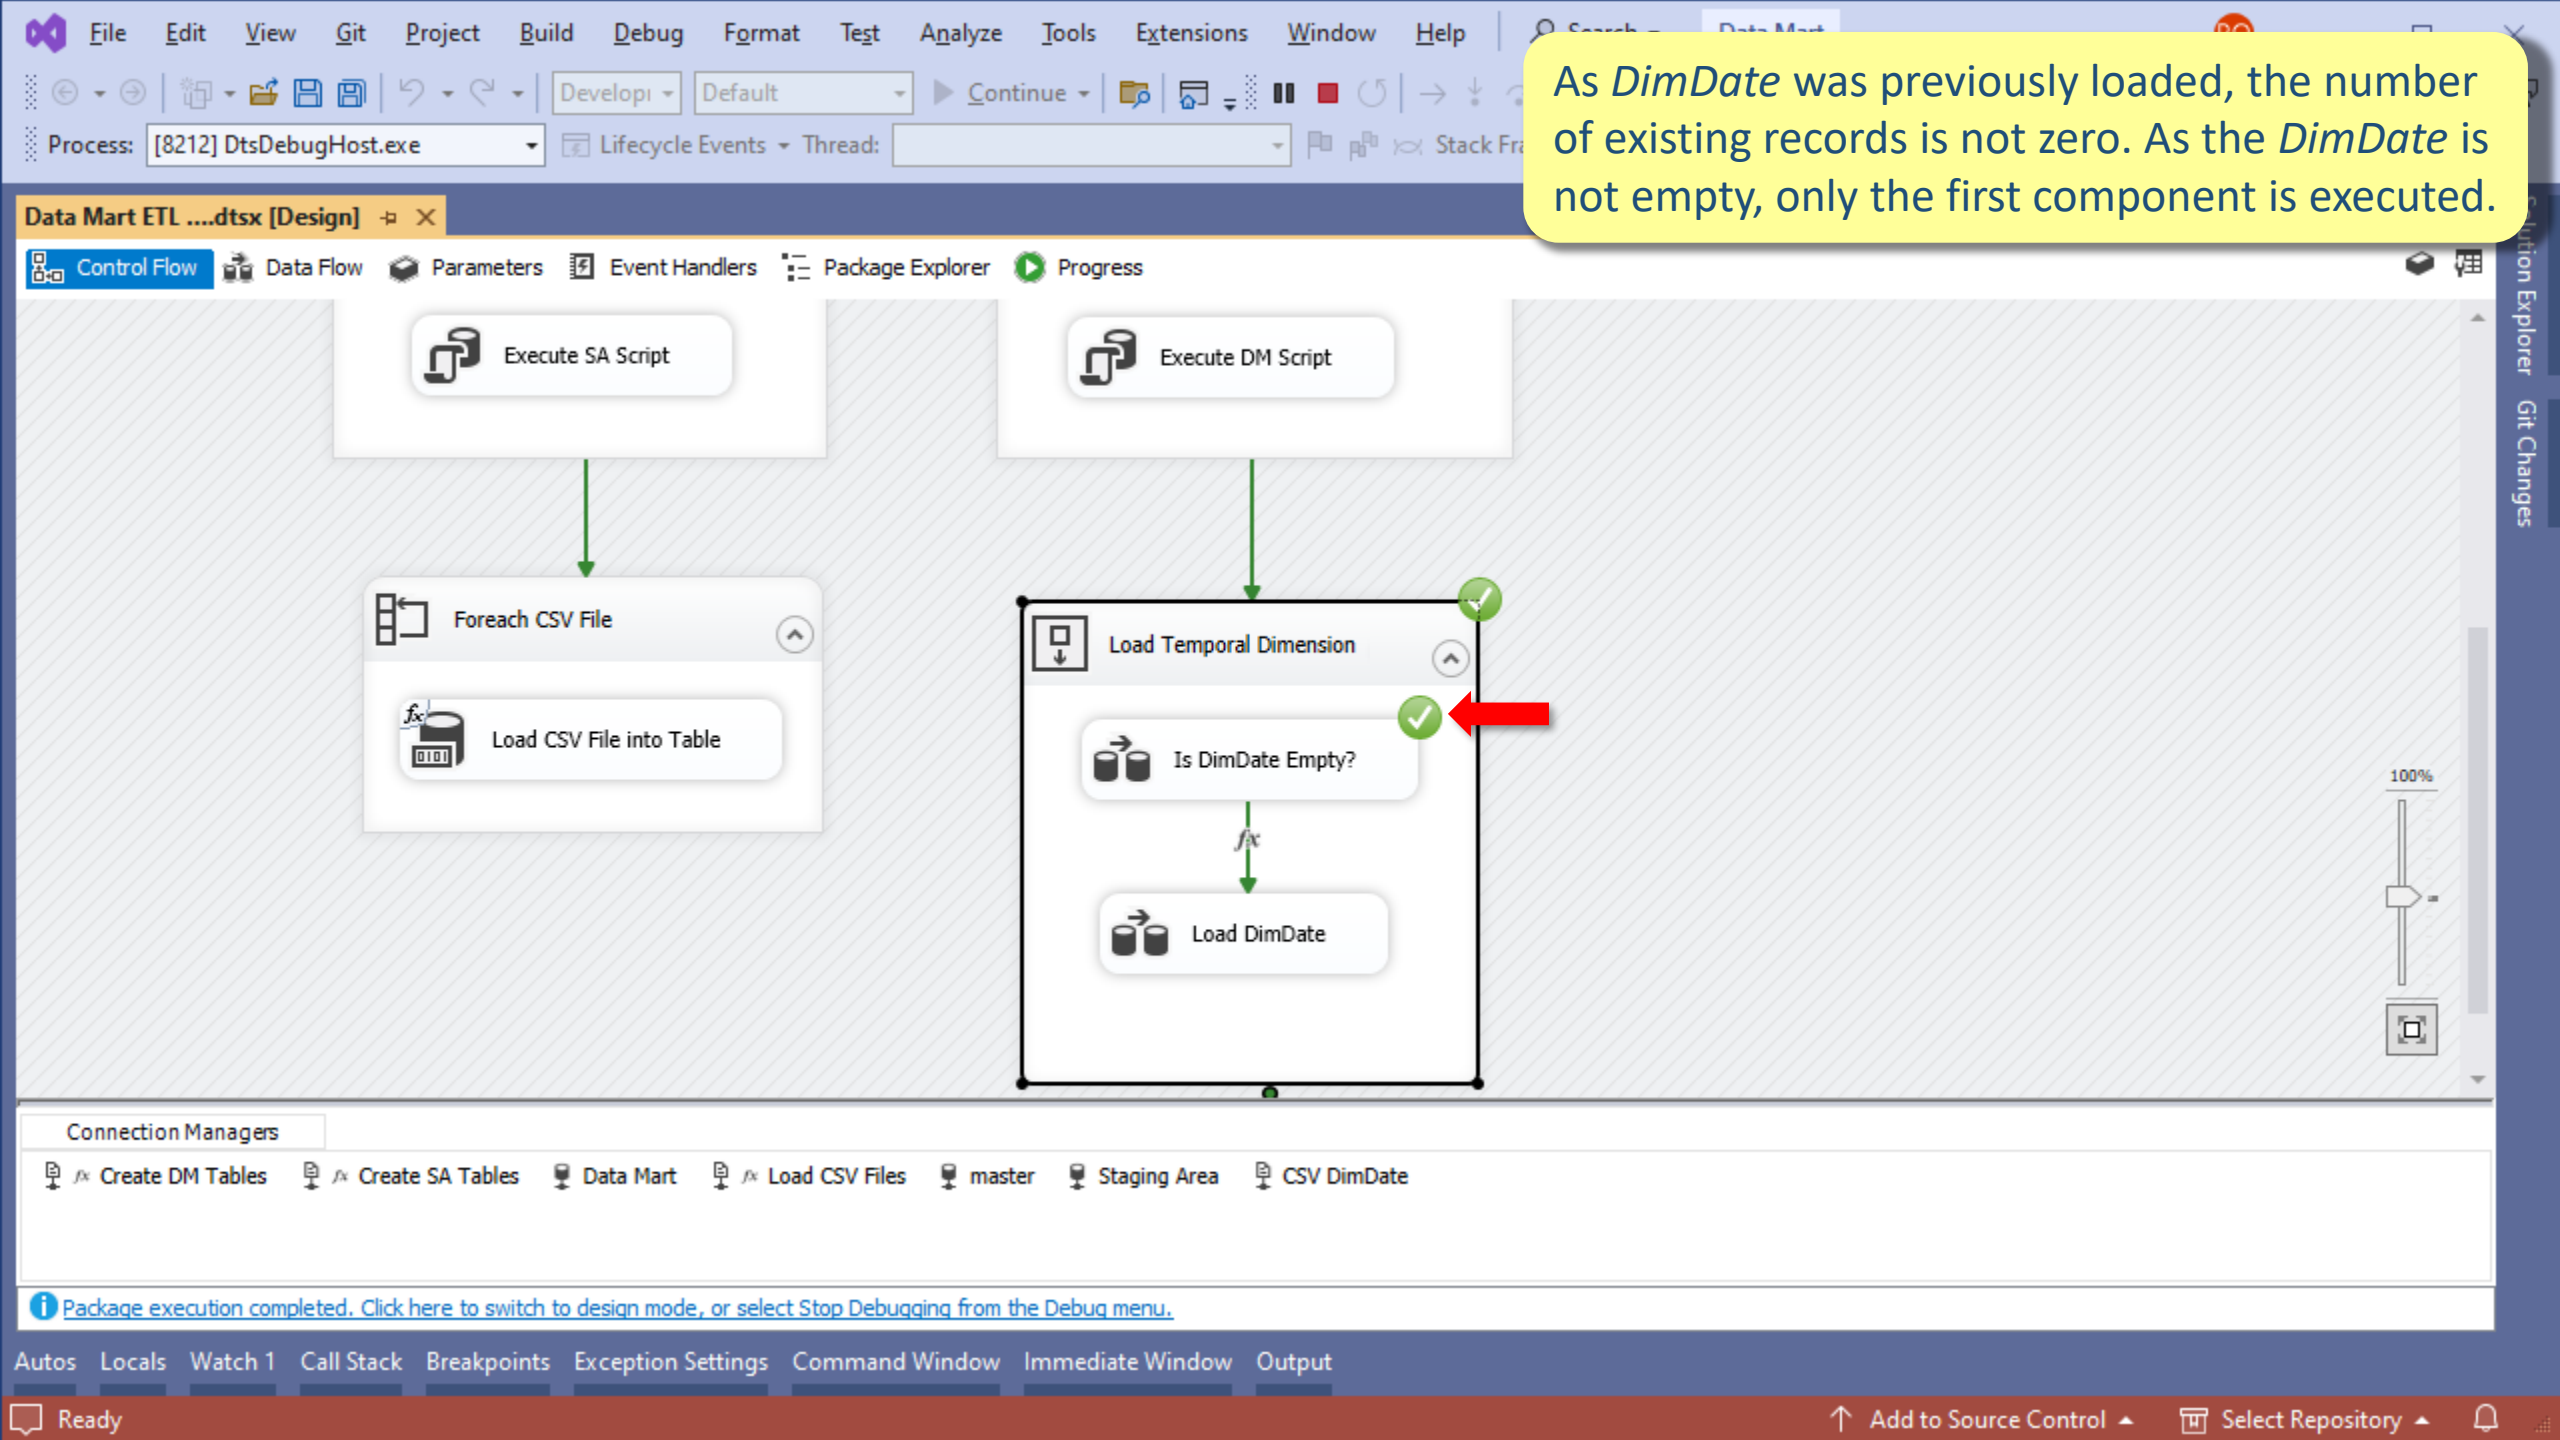 File Edit View Git Project Build Debug Format Test Analyze Tools Extensions Window Help
As DimDate was previously loaded, the number
of existing records is not zero. As the DimDate is
not empty, only the first component is executed.
Default Continue
Process: [8212] DtsDebugHost.exe Lifecycle Events Thread: Stack
Data Mart ETL ....dtsx [Design]
Control Flow Data Flow Parameters Event Handlers Package Explorer Progress
Explorer
Git Changes
Execute SA Script
Execute DM Script
Foreach CSV File
Load CSV File into Table
Load Temporal Dimension
Is DimDate Empty?
fx
Load DimDate
100%
Connection Managers
Create DM Tables Create SA Tables Data Mart Load CSV Files master Staging Area CSV DimDate
Package execution completed. Click here to switch to design mode, or select Stop Debugging from the Debug menu.
Autos Locals Watch 1 Call Stack Breakpoints Exception Settings Command Window Immediate Window Output
Ready Add to Source Control Select Repository